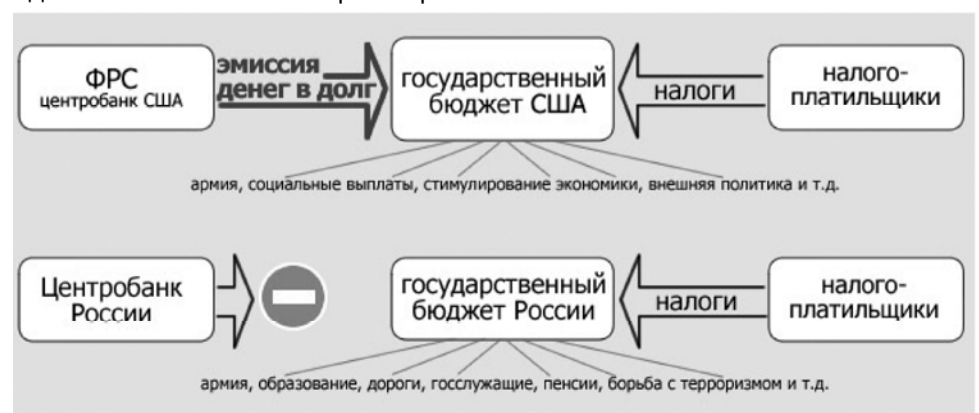 ФРС
центробанк США
эмиссия
денег в долг
государственный
бюджет США
налоги
налого-
плательщики
армия, социальные выплаты, стимулирование экономики, внешняя политика и т.д.
Центробанк
России
государственный
бюджет России
налоги
налого-
платильщики
армия, образование, дороги, госслужащие, пенсии, борьба с терроризмом и т.д.